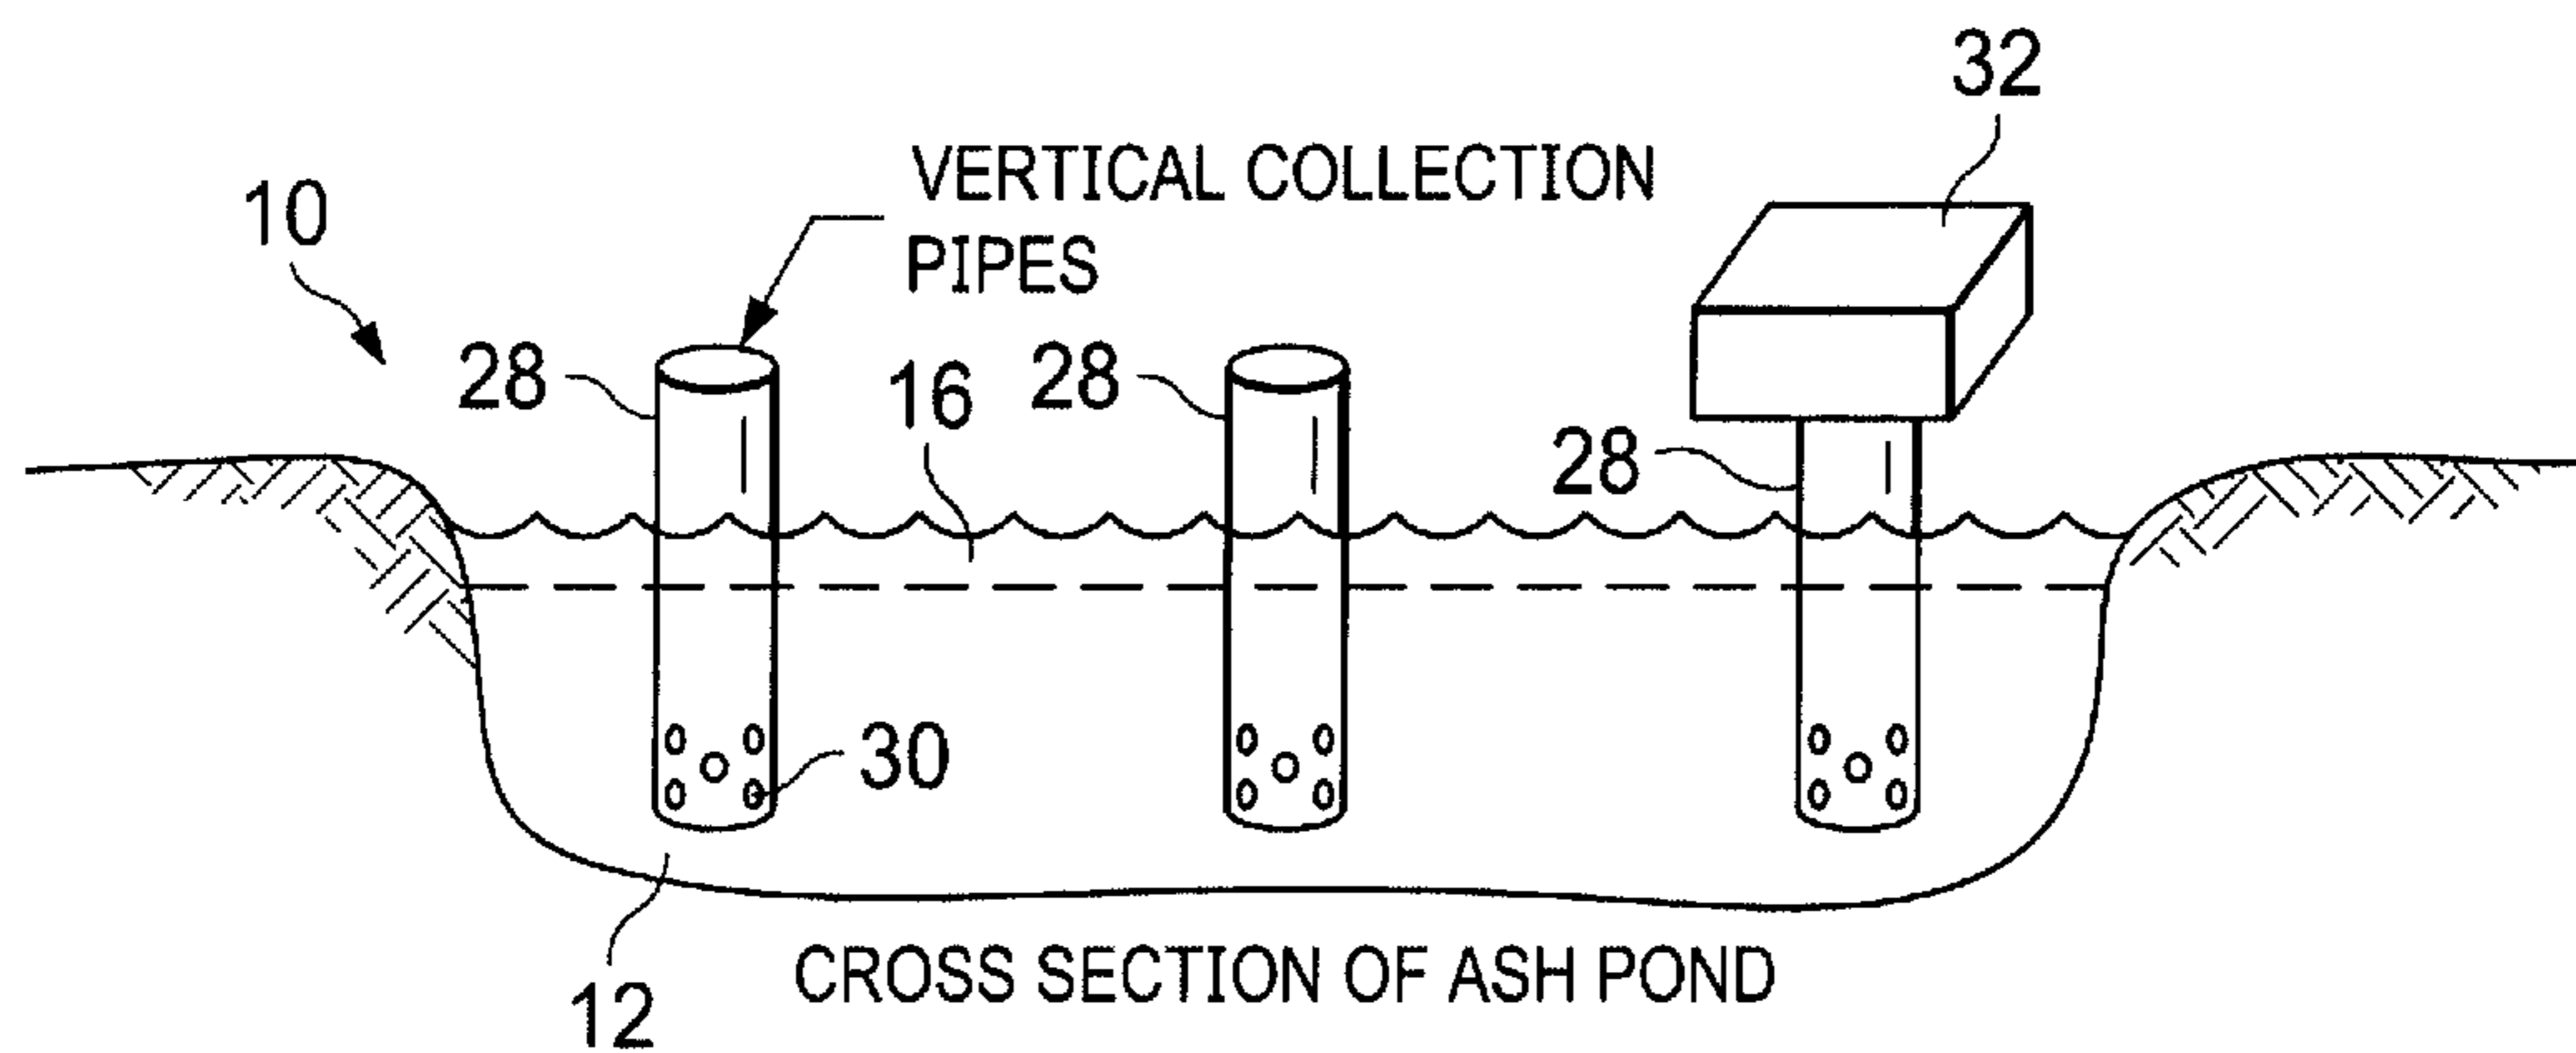 32
VERTICAL COLLECTION
PIPES
10
28
16
28
28
30
12
CROSS SECTION OF ASH POND